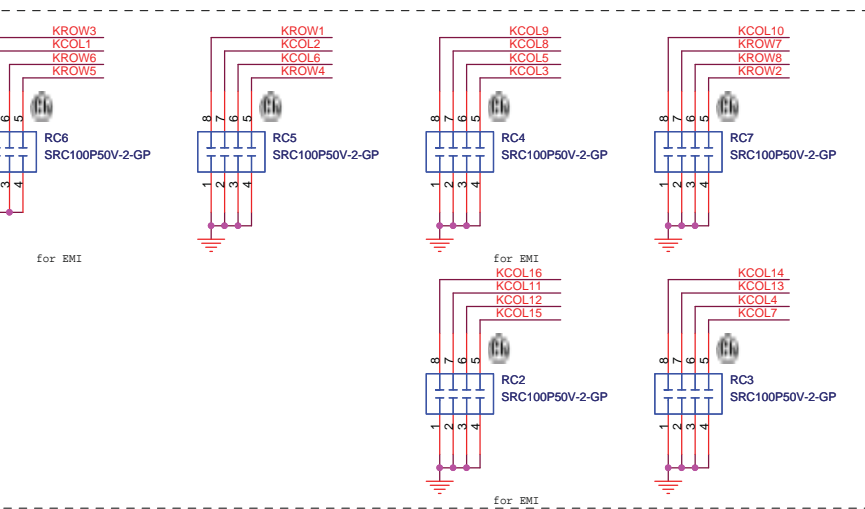 KROW3
KCOL1
KROW6
KROW5
6 5
RC6
SRC100P50V-2-GP
3 4
for EMI
KROW1
KCOL2
KCOL6
KROW4
8 7 6 5
RC5
SRC100P50V-2-GP
1 2 3 4
KCOL9
KCOL8
KCOL5
KCOL3
8 7 6 5
RC4
SRC100P50V-2-GP
1 2 3 4
for EMI
KCOL10
KROW7
KROW8
KROW2
8 7 6 5
RC7
SRC100P50V-2-GP
1 2 3 4
KCOL16
KCOL11
KCOL12
KCOL15
8 7 6 5
RC2
SRC100P50V-2-GP
1 2 3 4
for EMI
KCOL14
KCOL13
KCOL4
KCOL7
8 7 6 5
RC3
SRC100P50V-2-GP
1 2 3 4